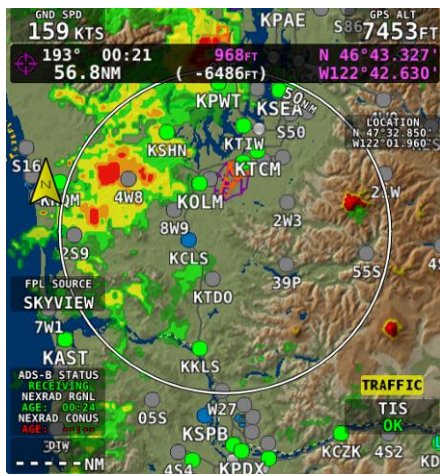 GND SPD
159 KTS
KPAE
S86
GPS ALT
7453FT
193° 00:21
56.8NM
968FT
( -6486FT)
N 46°43.327'
W122°42.630'
KPWT
KSEA
50NM
LOCATION
N 47°32.850'
W122°01.960'
KSHN
KTIW
S50
S16
KTCM
N
4W8
KOLM
KHQM
2W3
8W9
2S9
KCLS
55S
FPL SOURCE
SKYVIEW
KTDO
39P
7W1
KAST
KKLS
ADS-B STATUS
RECEIVING
NEXRAD RGNL
AGE: 00:24
NEXRAD CONUS
TRAFFIC
TIS
OK
05S
W27
DTW
-----NM
KSPB
4S4
KPDX
KCZK
4S2